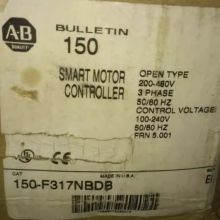 A-B
BULLETIN
150
SMART MOTOR
CONTROLLER
OPEN TYPE
200-480V
3 PHASE
50/60 HZ
CONTROL VOLTAGE
100-240V
50/60 HZ
FRN 5.001
CAT
MADE IN U.S.A.
150-F317NBDB